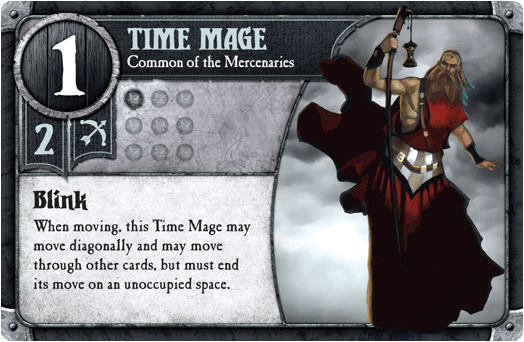 1
TIME MAGE
Common of the Mercenaries
2
Blink
When moving, this Time Mage may
move diagonally and may move
through other cards, but must end
its move on an unoccupied space.